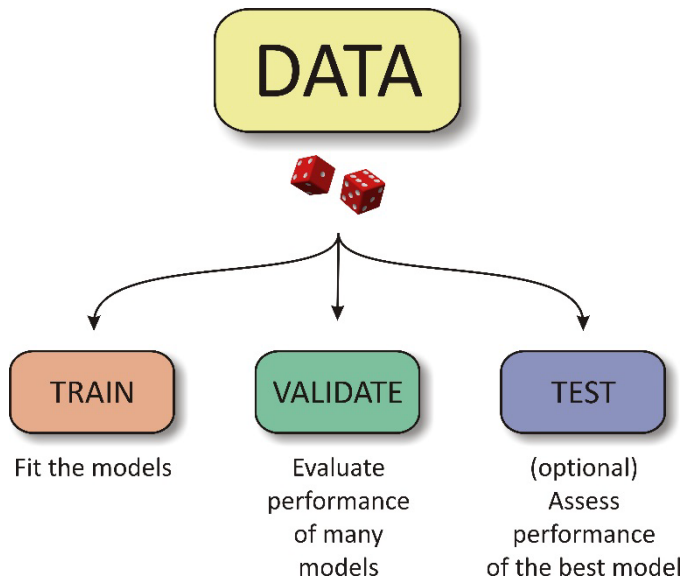 DATA
TRAIN
VALIDATE
TEST
Fit the models
Evaluate
performance
of many
models
(optional)
Assess
performance
of the best model